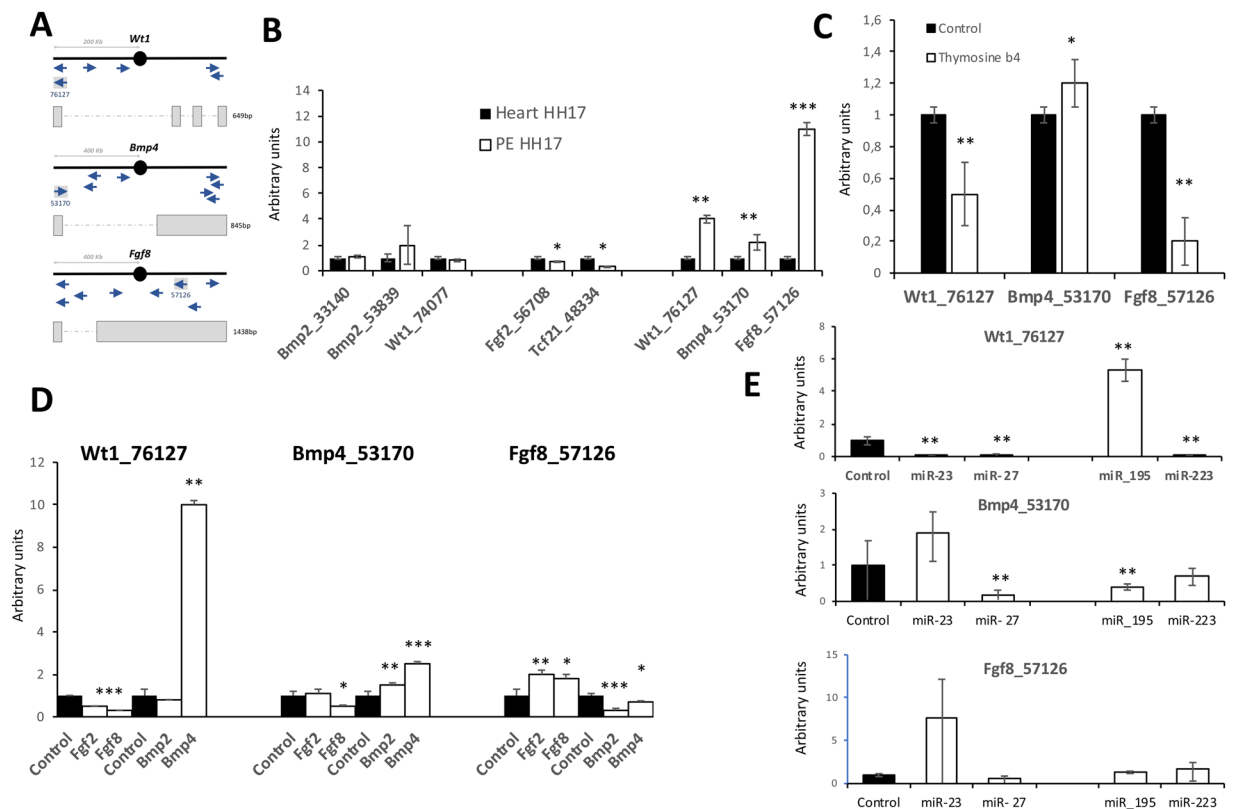 A
200 Kb
Wt1
76127
649bp
400 Kb
Bmp4
53170
845bp
400 Kb
Fgf8
57126
1438bp
B
Arbitrary units
14
12
10
8
6
4
2
0
Heart HH17
PE HH17
*
*
**
**
***
Bmp2_33140
Bmp2_53839
Wt1_74077
Fgf2_56708
Tcf21_48334
Wt1_76127
Bmp4_53170
Fgf8_57126
C
Arbitrary units
1,6
1,4
1,2
1
0,8
0,6
0,4
0,2
0
Control
Thymosine b4
**
*
**
Wt1_76127
Bmp4_53170
Fgf8_57126
D
Wt1_76127
Bmp4_53170
Fgf8_57126
Arbitrary units
12
10
8
6
4
2
0
***
**
*
**
***
**
*
***
*
Control
Fgf2
Fgf8
Control
Bmp2
Bmp4
Control
Fgf2
Fgf8
Control
Bmp2
Bmp4
Control
Fgf2
Fgf8
Control
Bmp2
Bmp4
E
Wt1_76127
Arbitrary units
8
6
4
2
0
**
**
**
**
Control
miR-23
miR- 27
miR_195
miR-223
Bmp4_53170
Arbitrary units
3
2
1
0
**
**
Control
miR-23
miR- 27
miR_195
miR-223
Fgf8_57126
Arbitrary units
15
10
5
0
Control
miR-23
miR- 27
miR_195
miR-223